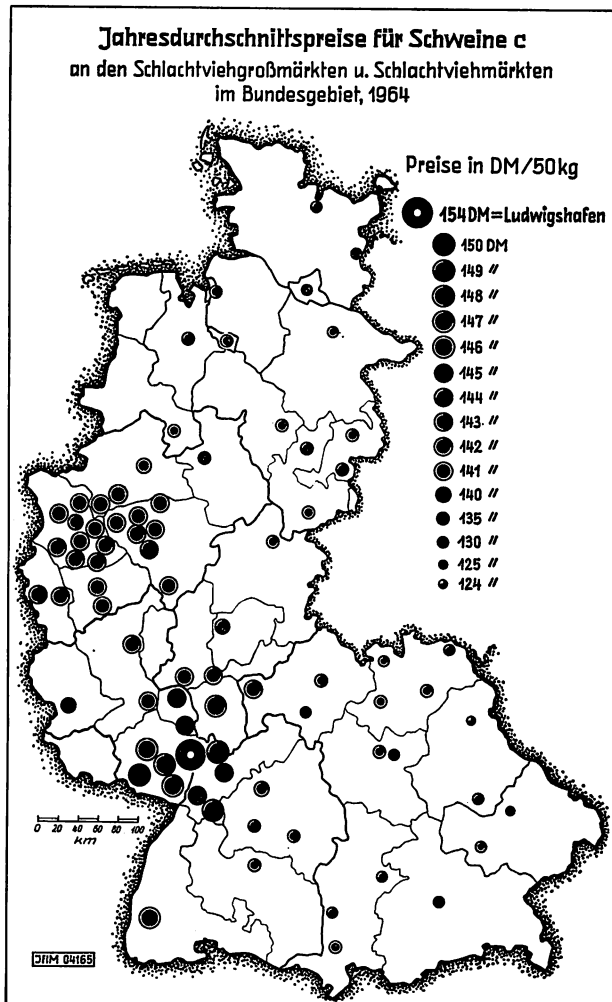 Jahresdurchschnittspreise für Schweine c
an den Schlachtviehgroßmärkten u. Schlachtviehmärkten
im Bundesgebiet, 1964
Preise in DM/50kg
154DM=Ludwigshafen
150 DM
149 "
148 "
147 "
146 "
145 "
144 "
143 "
142 "
141 "
140 "
135 "
130 "
125 "
124 "
0 20 40 60 80 100
km
JflM 04165